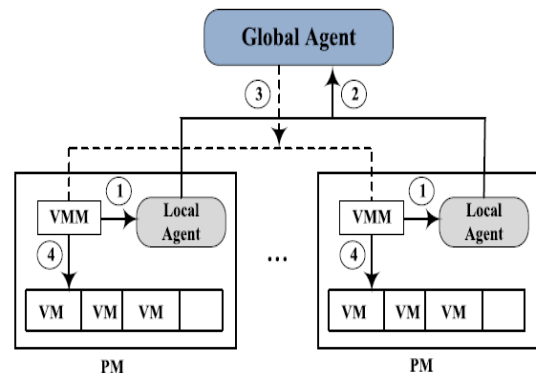 Global Agent
3
2
1
1
VMM
Local
Agent
VMM
Local
Agent
4
...
4
VM VM VM
VM VM VM
PM
PM